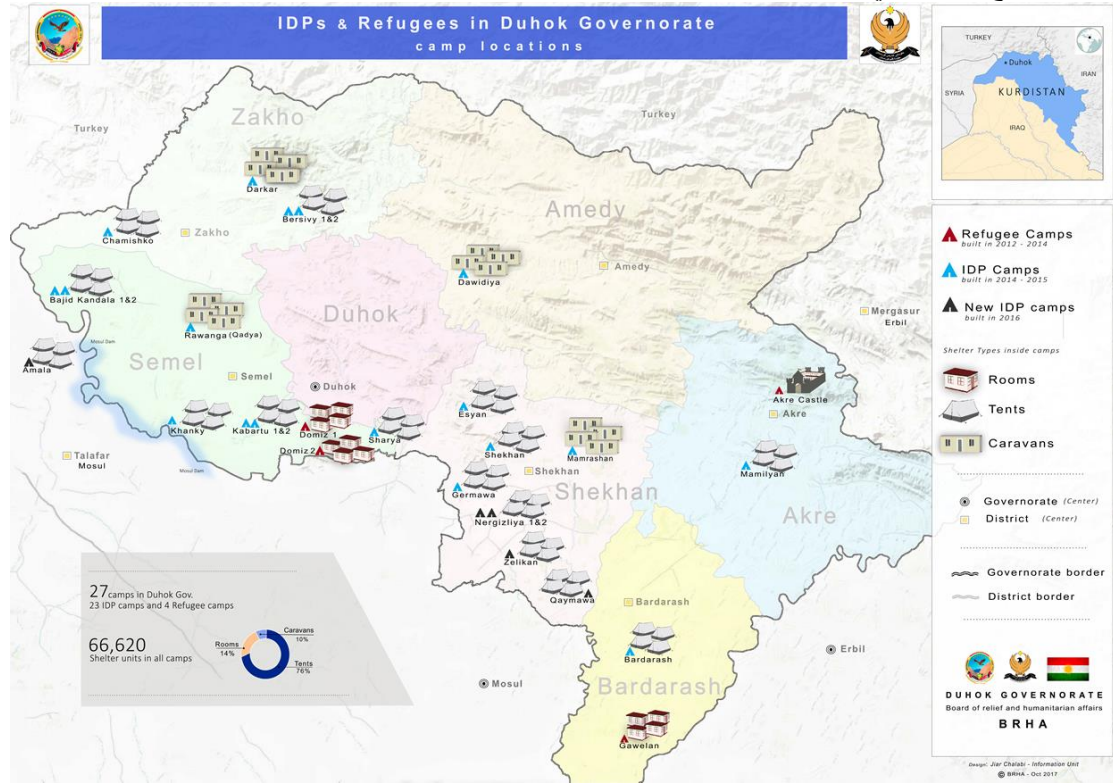 IDPs & Refugees in Duhok Governorate
camp locations
TURKEY
Duhok
IRAN
SYRIA
KURDISTAN
IRAQ
Zakho
Turkey
Turkey
Darkar
Bersivy 1&2
Amedy
Chamishko
Zakho
Dawidiya
Amedy
Bajid Kandala 1&2
Duhok
Rawanga (Qadya)
Mergasur
Erbil
Mosul Dam
Semel
Amala
Semel
Duhok
Akre Castle
Akre
Esyan
Khanky
Kabartu 1&2
Domiz 1
Sharya
Domiz 2
Shekhan
Mamrashan
Talafar
Mosul
Mosul Dam
Shekhan
Mamilyan
Germawa
Shekhan
Nergizliya 1&2
Akre
Zelikan
Qaymawa
Bardarash
Bardarash
Erbil
Mosul
Bardarash
Gawelan
27 camps in Duhok Gov.
23 IDP camps and 4 Refugee camps
66,620
Shelter units in all camps
Caravans
10%
Rooms
14%
Tents
76%
Refugee Camps
built in 2012 - 2014
IDP Camps
built in 2014 - 2015
New IDP camps
built in 2016
Shelter Types inside camps
Rooms
Tents
Caravans
Governorate (Center)
District (Center)
Governorate border
District border
DUHOK GOVERNORATE
Board of relief and humanitarian affairs
BRHA
Design: Jiar Chalabi - Information Unit
© BRHA - Oct 2017